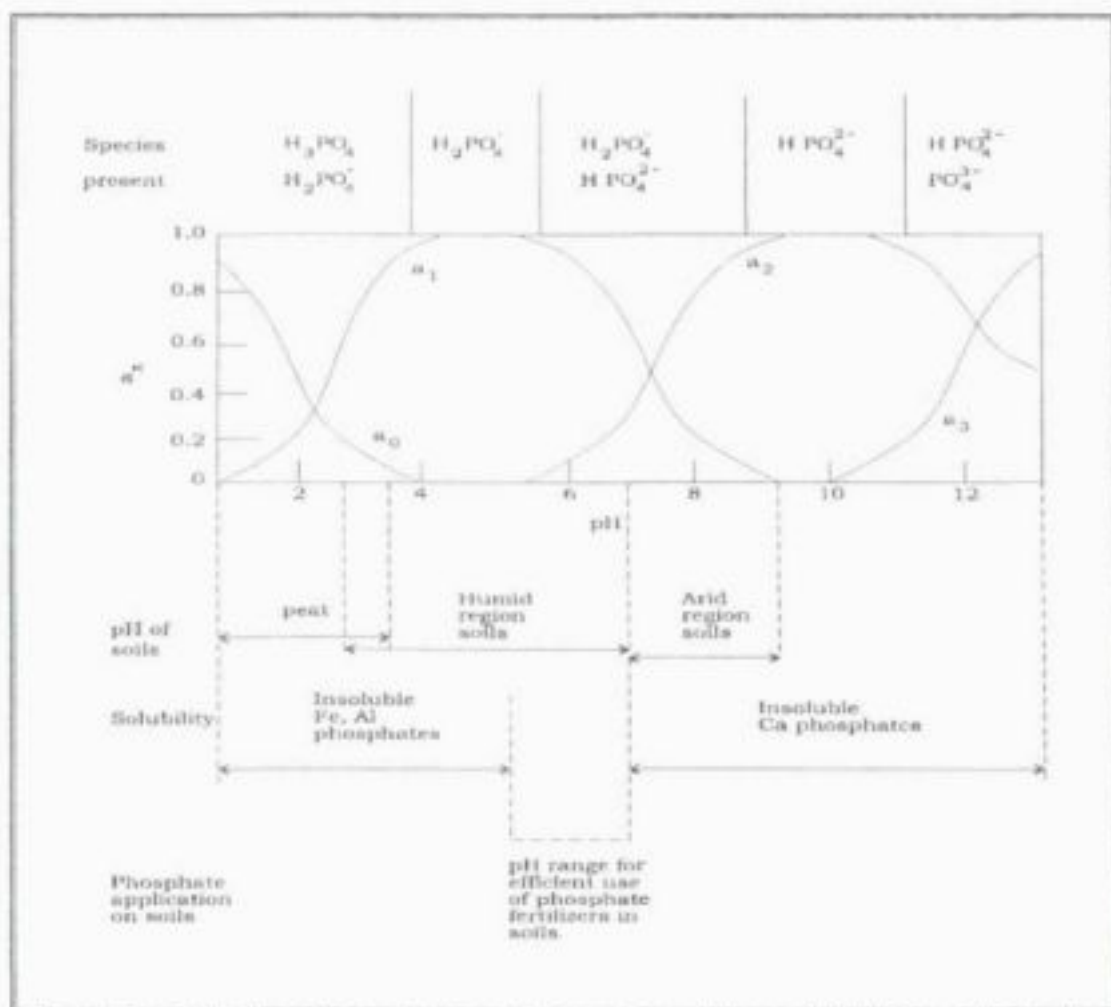 Species
present
H₃PO₄
H₂PO₄⁻
H₂PO₄⁻
H₂PO₄⁻
H PO₄²⁻
H PO₄²⁻
H PO₄²⁻
PO₄³⁻
1.0
0.8
0.6
0.4
0.2
0
a₁
a₂
a₀
a₃
2
4
6
8
10
12
pH
peat
Humid
region
soils
Arid
region
soils
pH of
soils
Solubility
Insoluble
Fe, Al
phosphates
Insoluble
Ca phosphates
Phosphate
application
on soils
pH range for
efficient use
of phosphate
fertilizers in
soils.